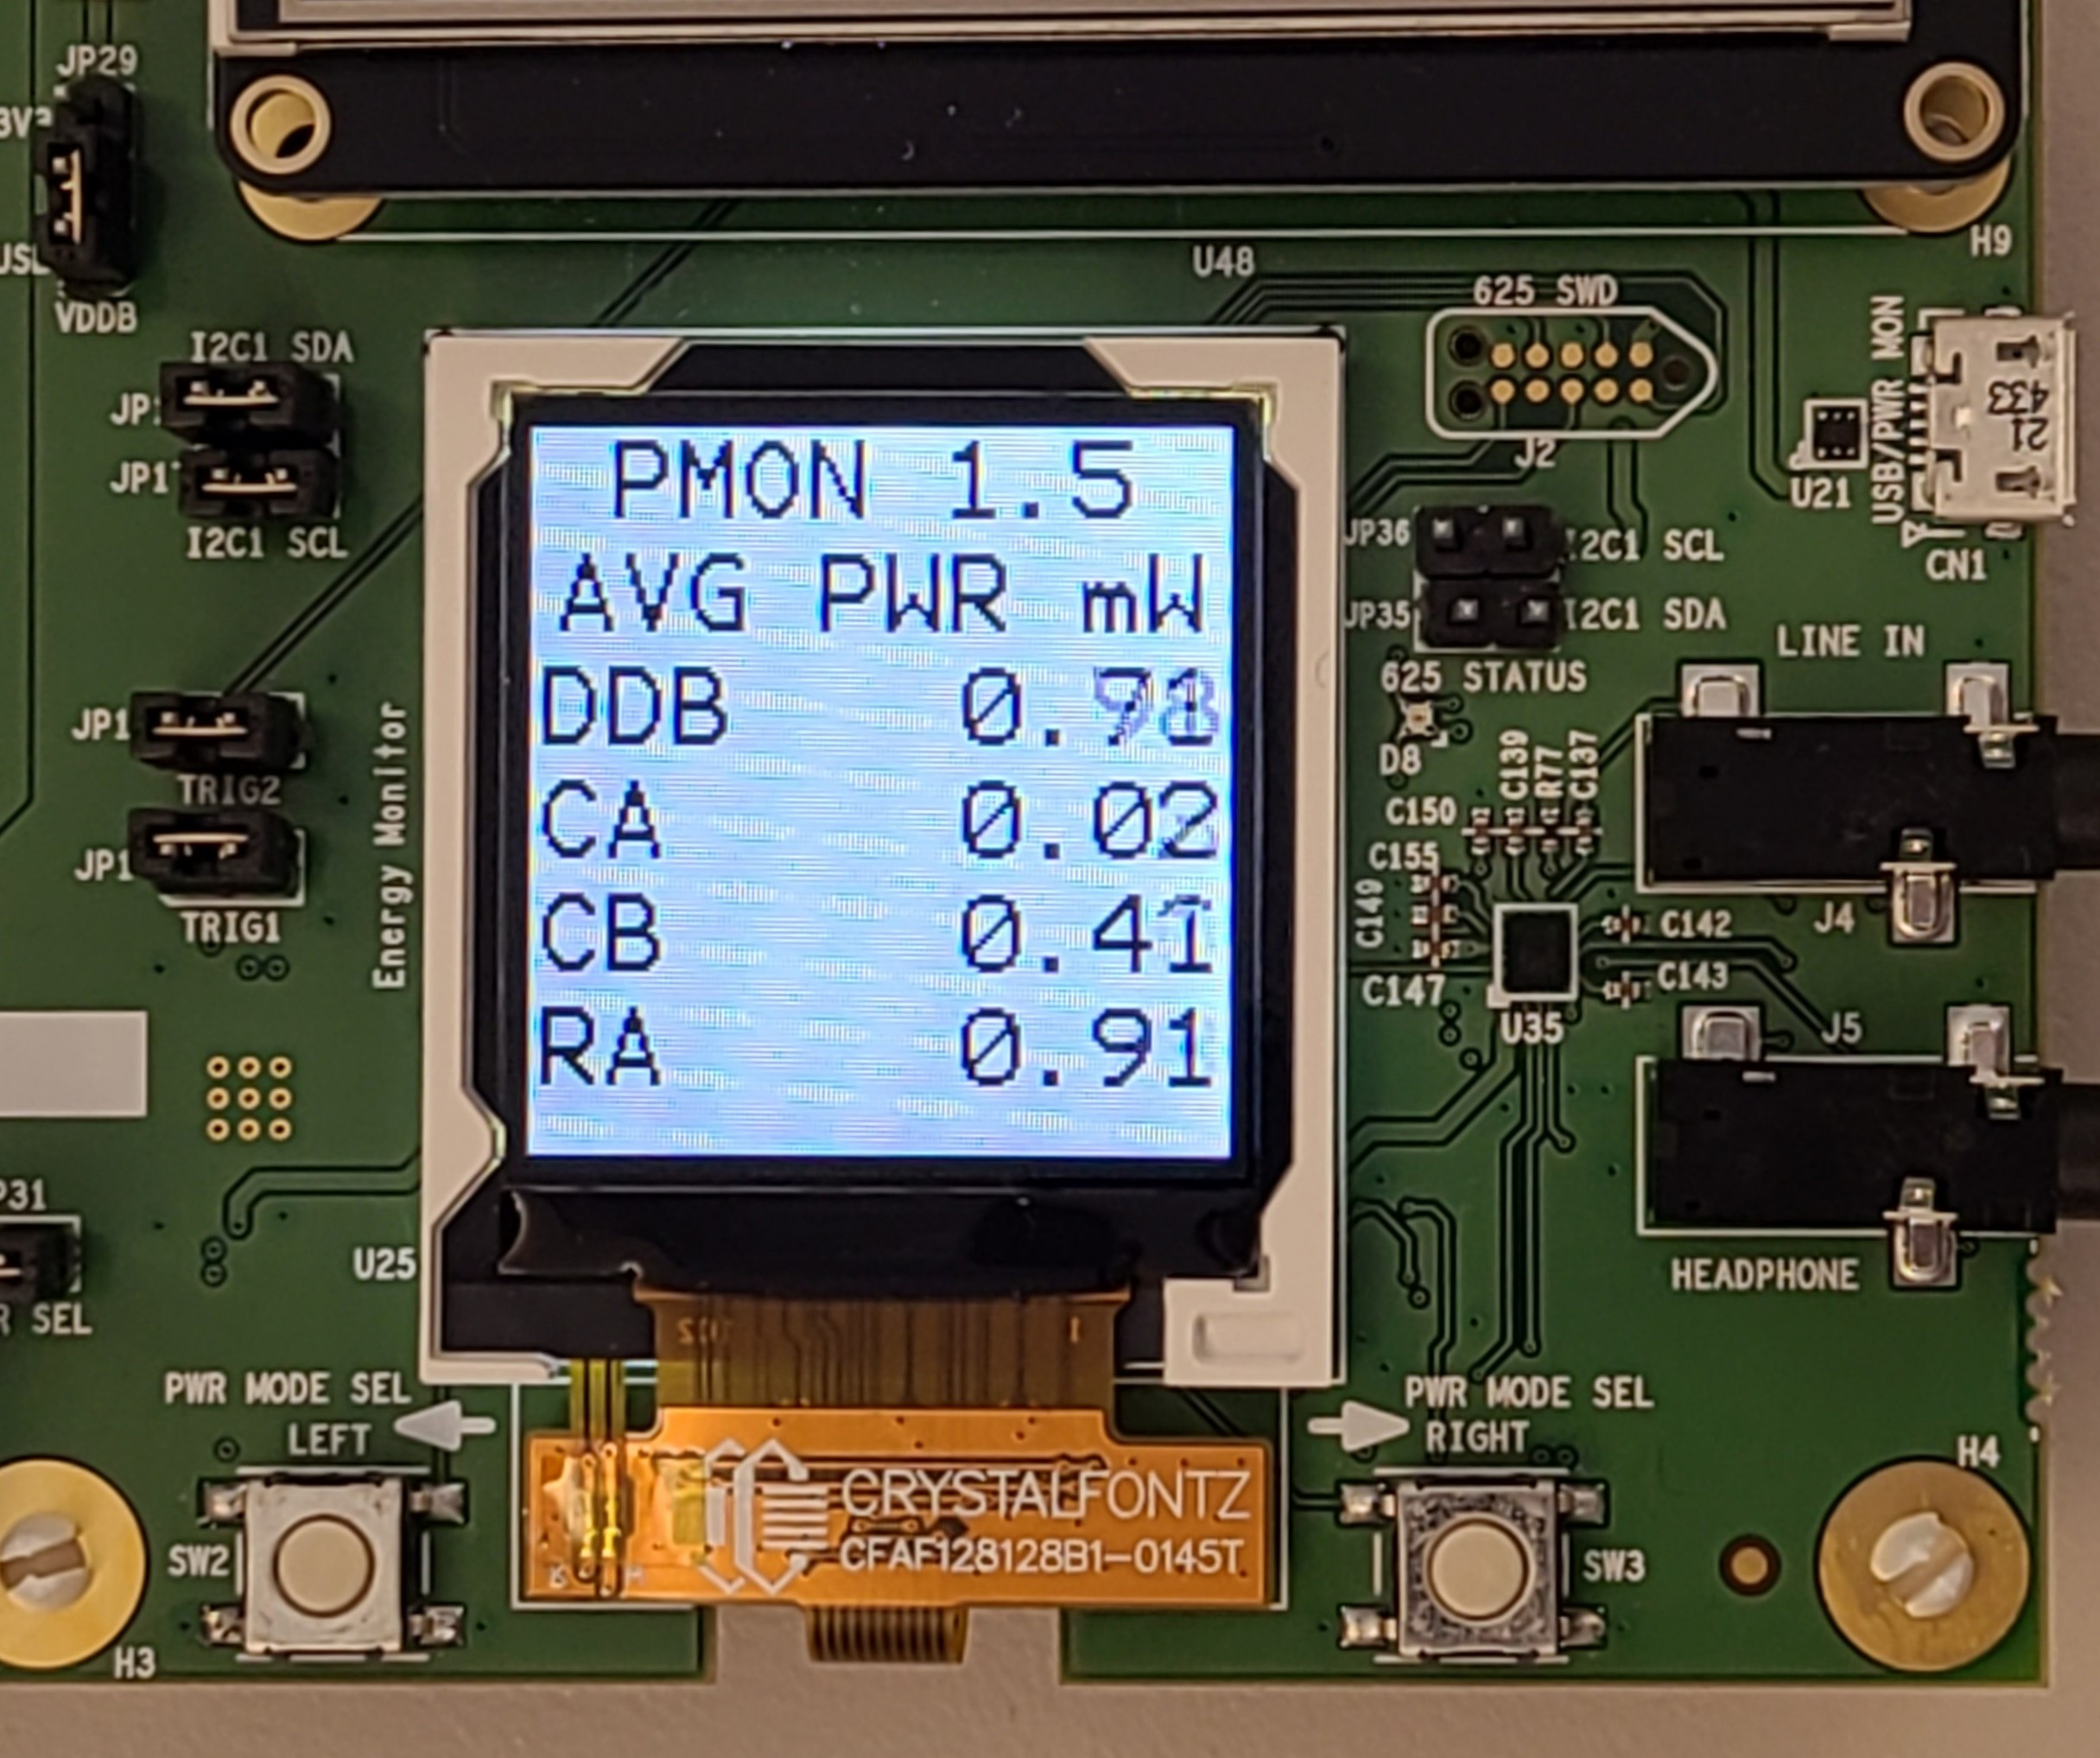 JP29
VDDB
I2C1 SDA
I2C1 SCL
TRIG2
TRIG1
Energy Monitor
SEL
U48
H9
625 SWD
J2
USB/PWR MON
433
21
U21
CN1
JP36
I2C1 SCL
JP35
I2C1 SDA
625 STATUS
D8
LINE IN
C139
R77
C137
C150
C155
C149
C147
C142
C143
U35
J4
J5
HEADPHONE
PMON 1.5
AVG PWR mW
DDB
CA 0.02
CB 0.41
RA 0.91
U25
PWR MODE SEL
LEFT
PWR MODE SEL
RIGHT
SW2
H3
CRYSTALFONTZ
CFAF128128B1-0145T
SW3
H4